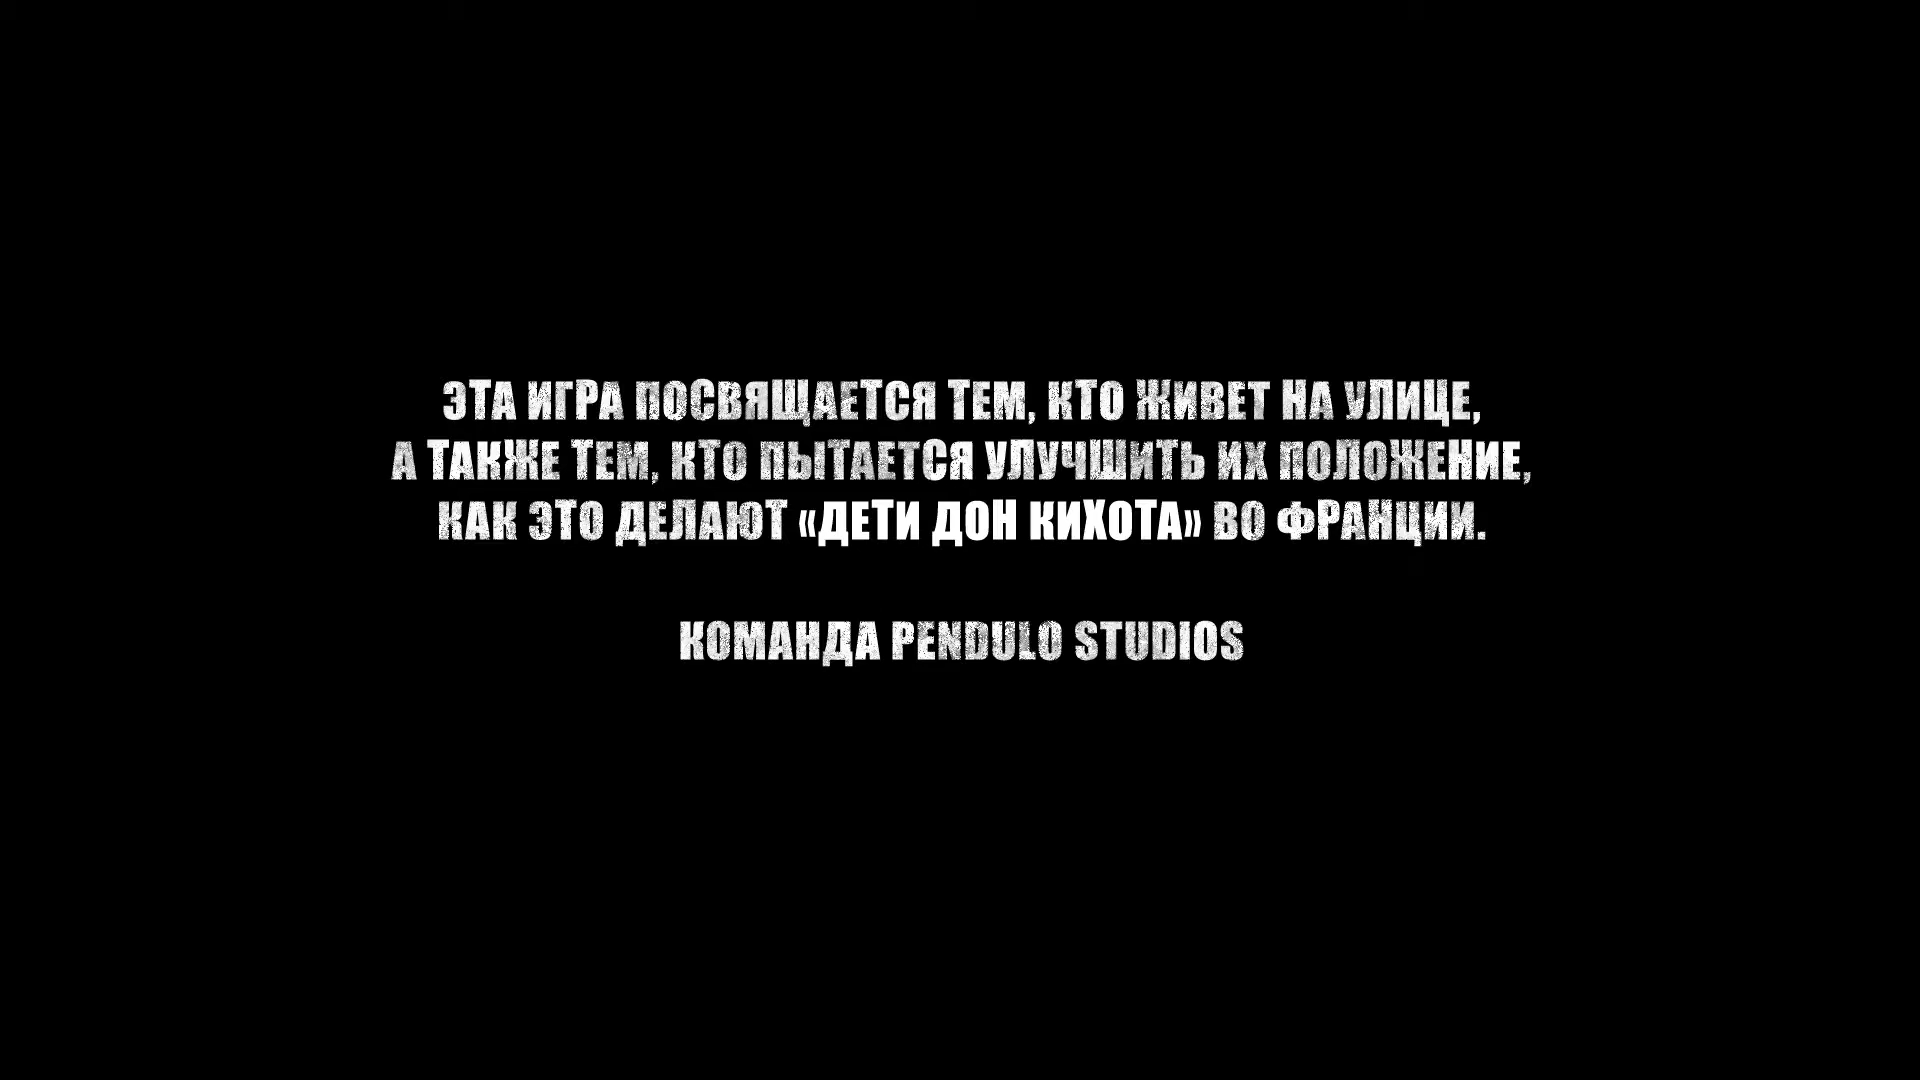 ЭТА ИГРА ПОСВЯЩАЕТСЯ ТЕМ, КТО ЖИВЕТ НА УЛИЦЕ,
А ТАКЖЕ ТЕМ, КТО ПЫТАЕТСЯ УЛУЧШИТЬ ИХ ПОЛОЖЕНИЕ,
КАК ЭТО ДЕЛАЮТ «ДЕТИ ДОН КИХОТА» ВО ФРАНЦИИ.
КОМАНДА PENDULO STUDIOS